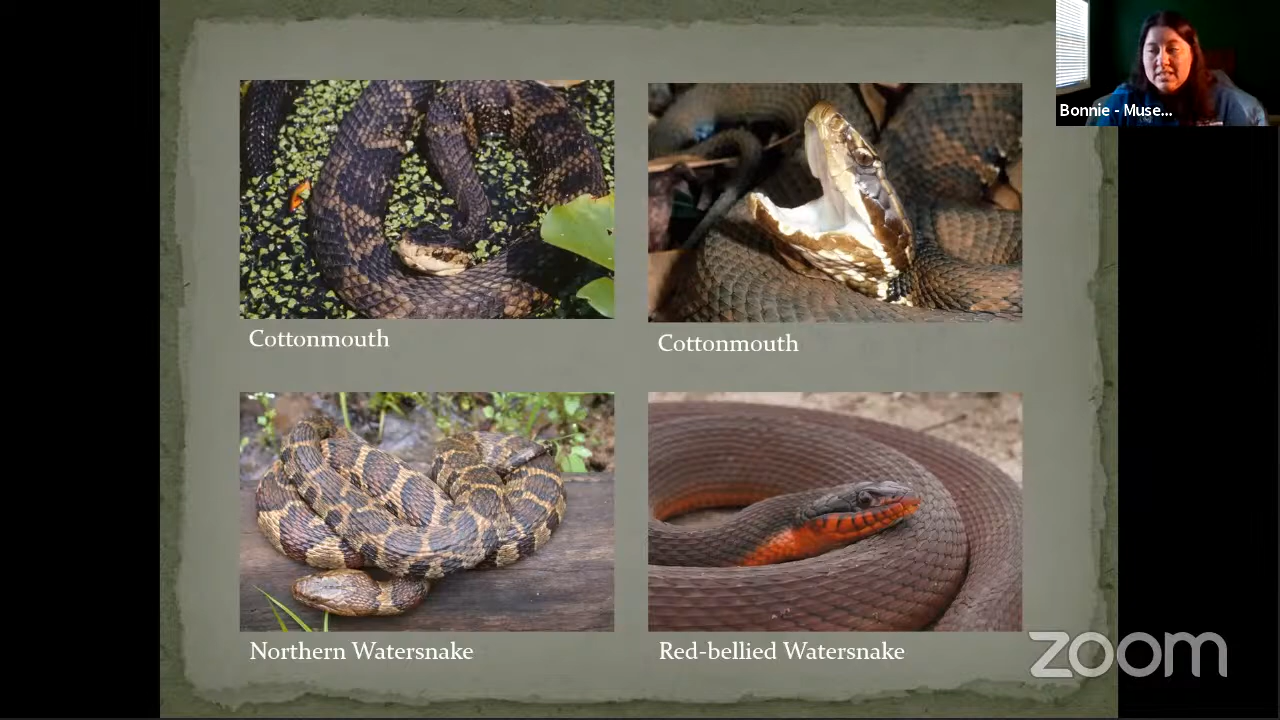 Bonnie - Muse...
Cottonmouth
Cottonmouth
Northern Watersnake
Red-bellied Watersnake
zoom